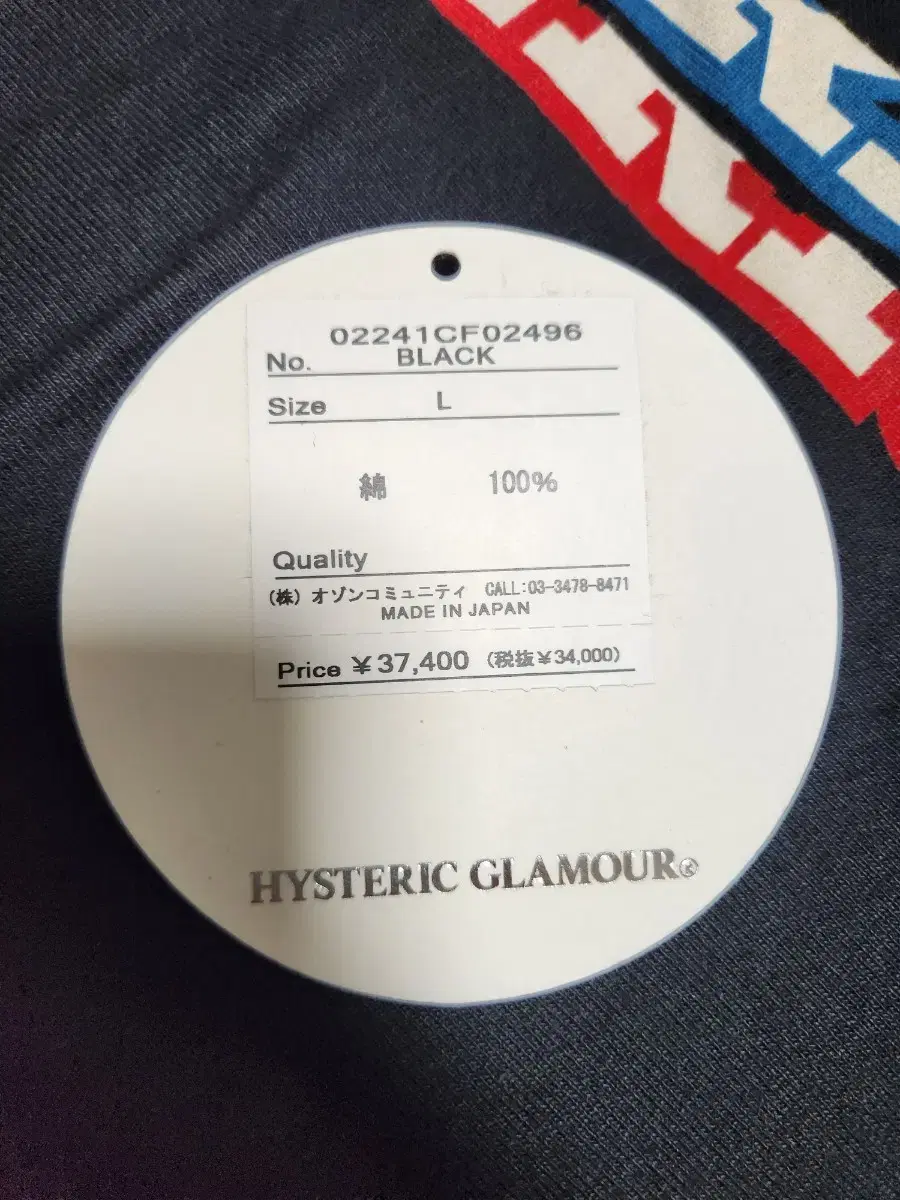 02241CF02496
No. BLACK
Size L
綿 100%
Quality
(株) オゾンコミュニティ CALL:03-3478-8471
MADE IN JAPAN
Price ¥37,400 (税抜¥34,000)
HYSTERIC GLAMOUR®